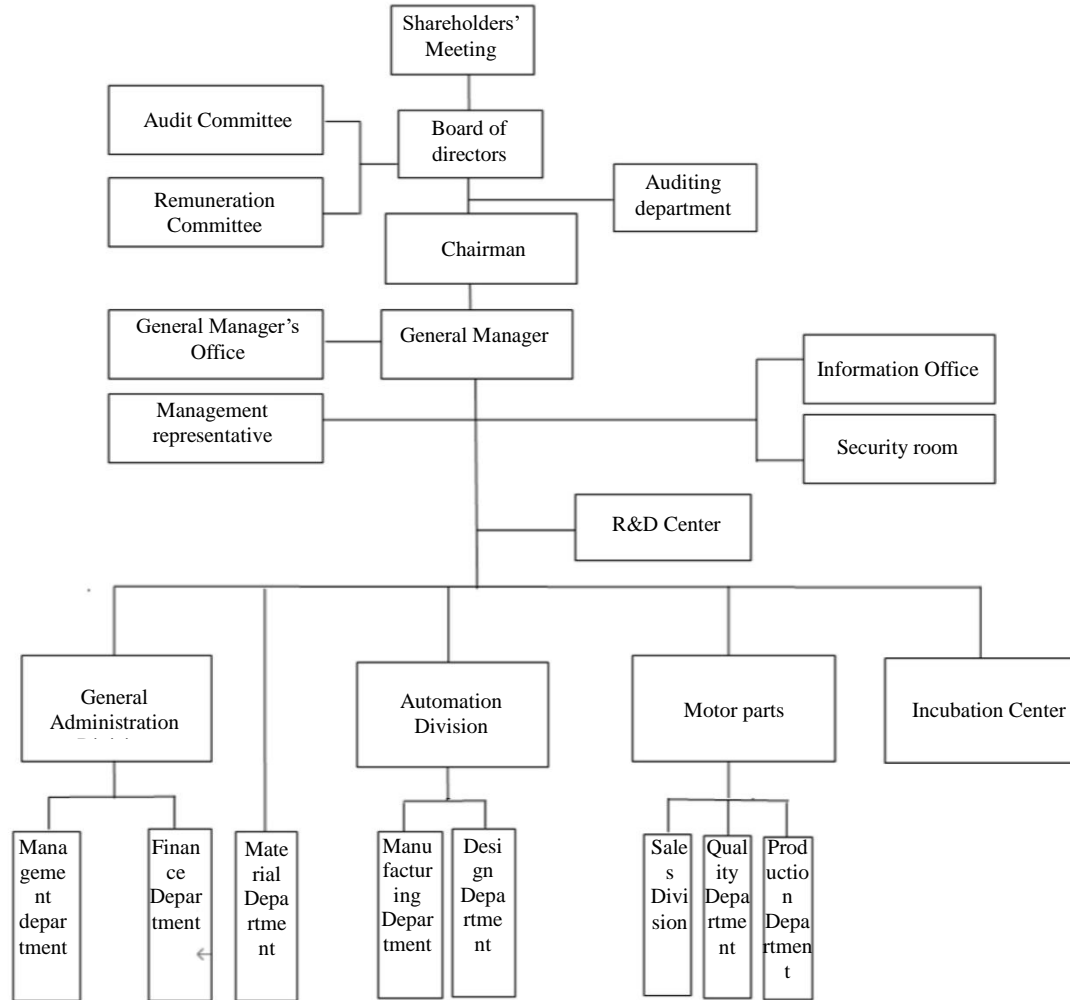 Shareholders’
Meeting
Audit Committee
Board of
directors
Remuneration
Committee
Auditing
department
Chairman
General Manager’s
Office
General Manager
Information Office
Management
representative
Security room
R&D Center
General
Administration
Automation
Division
Motor parts
Incubation Center
Mana
geme
nt
depar
tment
Finan
ce
Depar
tment
Mate
rial
Depa
rtme
nt
Manu
factur
ing
Depar
tment
Desi
gn
Depa
rtme
nt
Sale
s
Divi
sion
Qual
ity
Depa
rtme
nt
Prod
uctio
n
Depa
rtmen
t